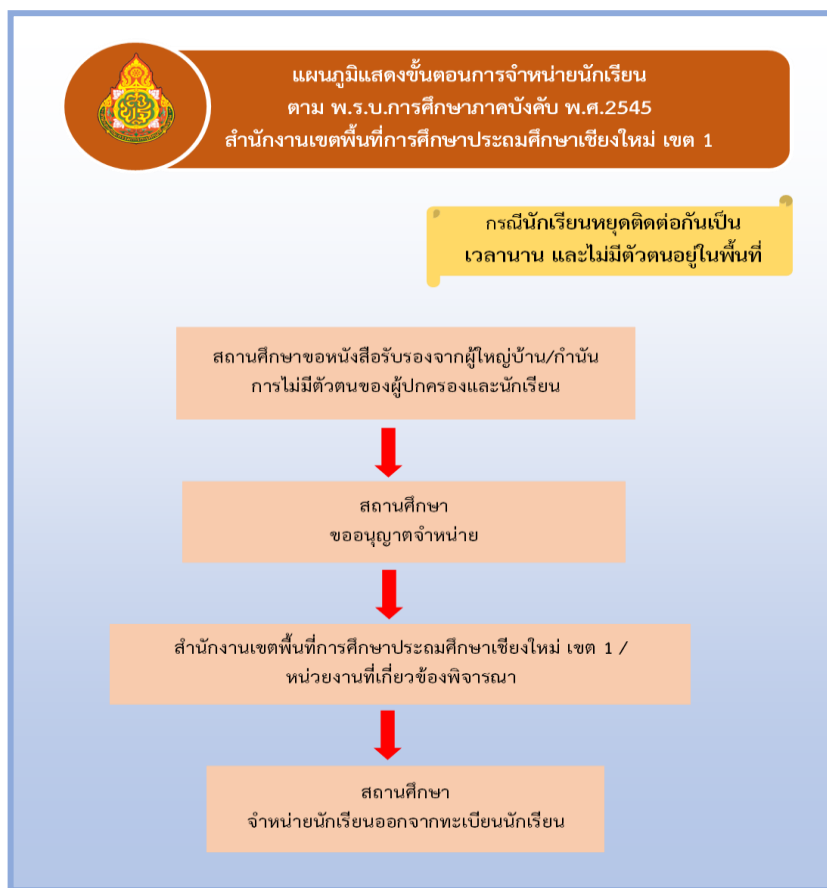 แผนภูมิแสดงขั้นตอนการจำหน่ายนักเรียน
ตาม พ.ร.บ.การศึกษาภาคบังคับ พ.ศ.2545
สำนักงานเขตพื้นที่การศึกษาประถมศึกษาเชียงใหม่ เขต 1
กรณีนักเรียนหยุดติดต่อกันเป็น
เวลานาน และไม่มีตัวตนอยู่ในพื้นที่
สถานศึกษาขอหนังสือรับรองจากผู้ใหญ่บ้าน/กำนัน
การไม่มีตัวตนของผู้ปกครองและนักเรียน
สถานศึกษา
ขออนุญาตจำหน่าย
สำนักงานเขตพื้นที่การศึกษาประถมศึกษาเชียงใหม่ เขต 1 /
หน่วยงานที่เกี่ยวข้องพิจารณา
สถานศึกษา
จำหน่ายนักเรียนออกจากทะเบียนนักเรียน